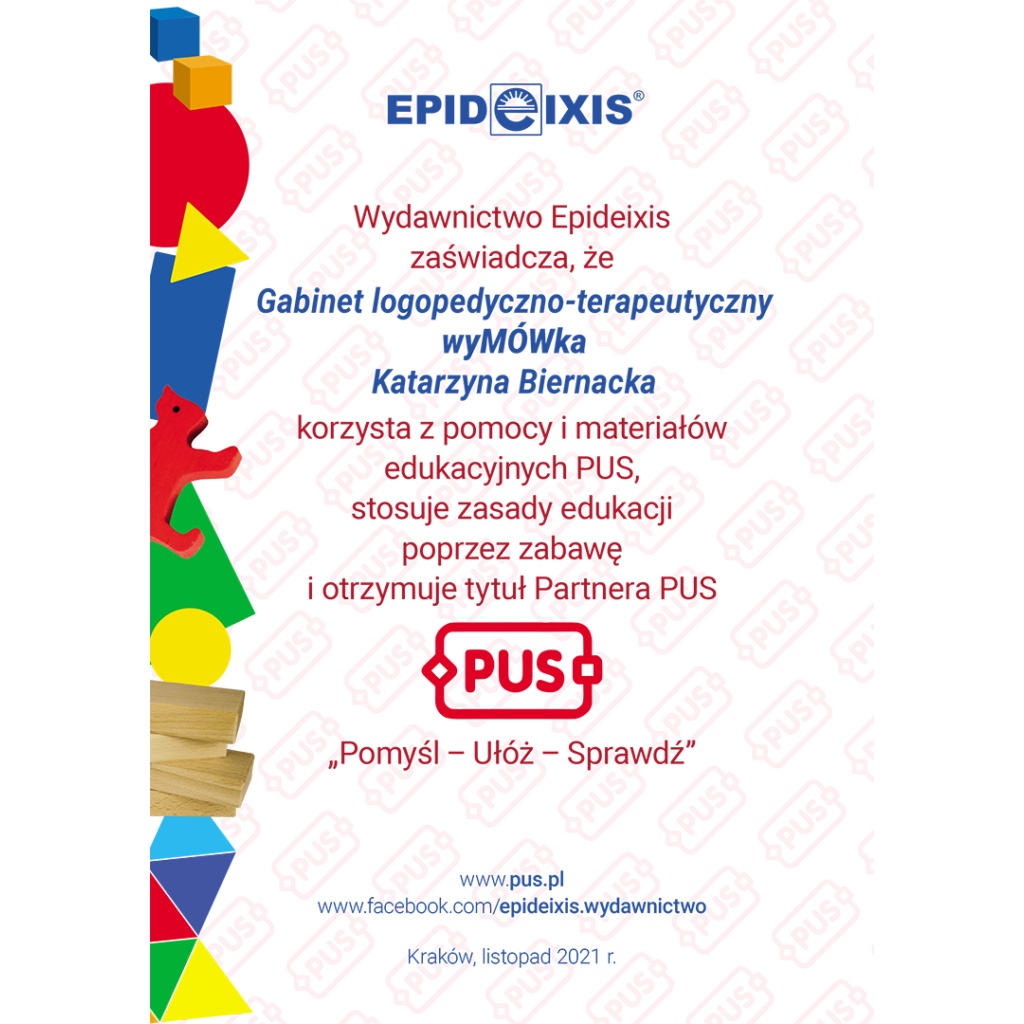 EPIDEIXIS®
Wydawnictwo Epideixis
zaświadcza, że
Gabinet logopedyczno-terapeutyczny
wyMÓWka
Katarzyna Biernacka
korzysta z pomocy i materiałów
edukacyjnych PUS,
stosuje zasady edukacji
poprzez zabawę
i otrzymuje tytuł Partnera PUS
PUS
„Pomyśl – Ułóż – Sprawdź”
www.pus.pl
www.facebook.com/epideixis.wydawnictwo
Kraków, listopad 2021 r.